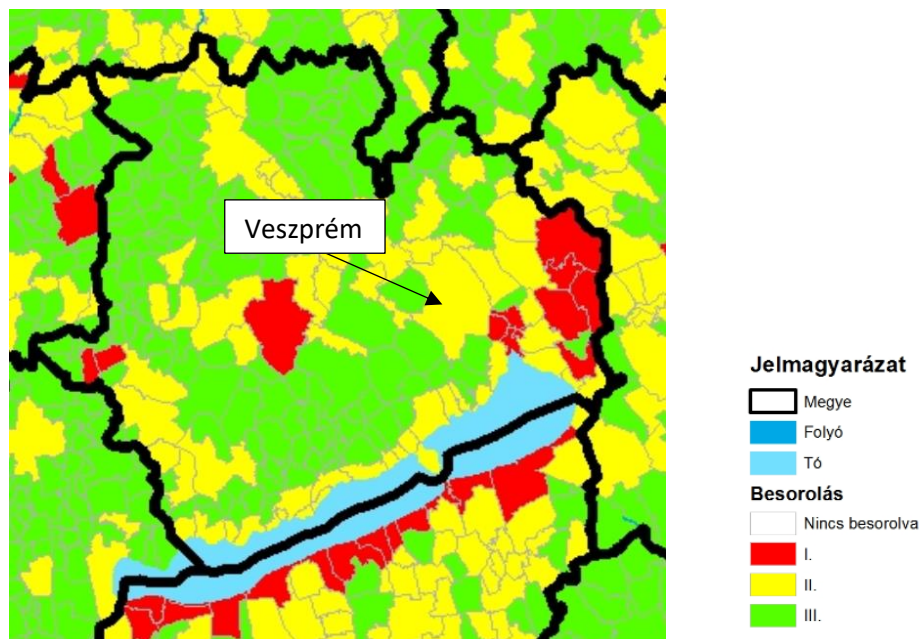 Veszprém
Jelmagyarázat
Megye
Folyó
Tó
Besorolás
Nincs besorolva
I.
II.
III.